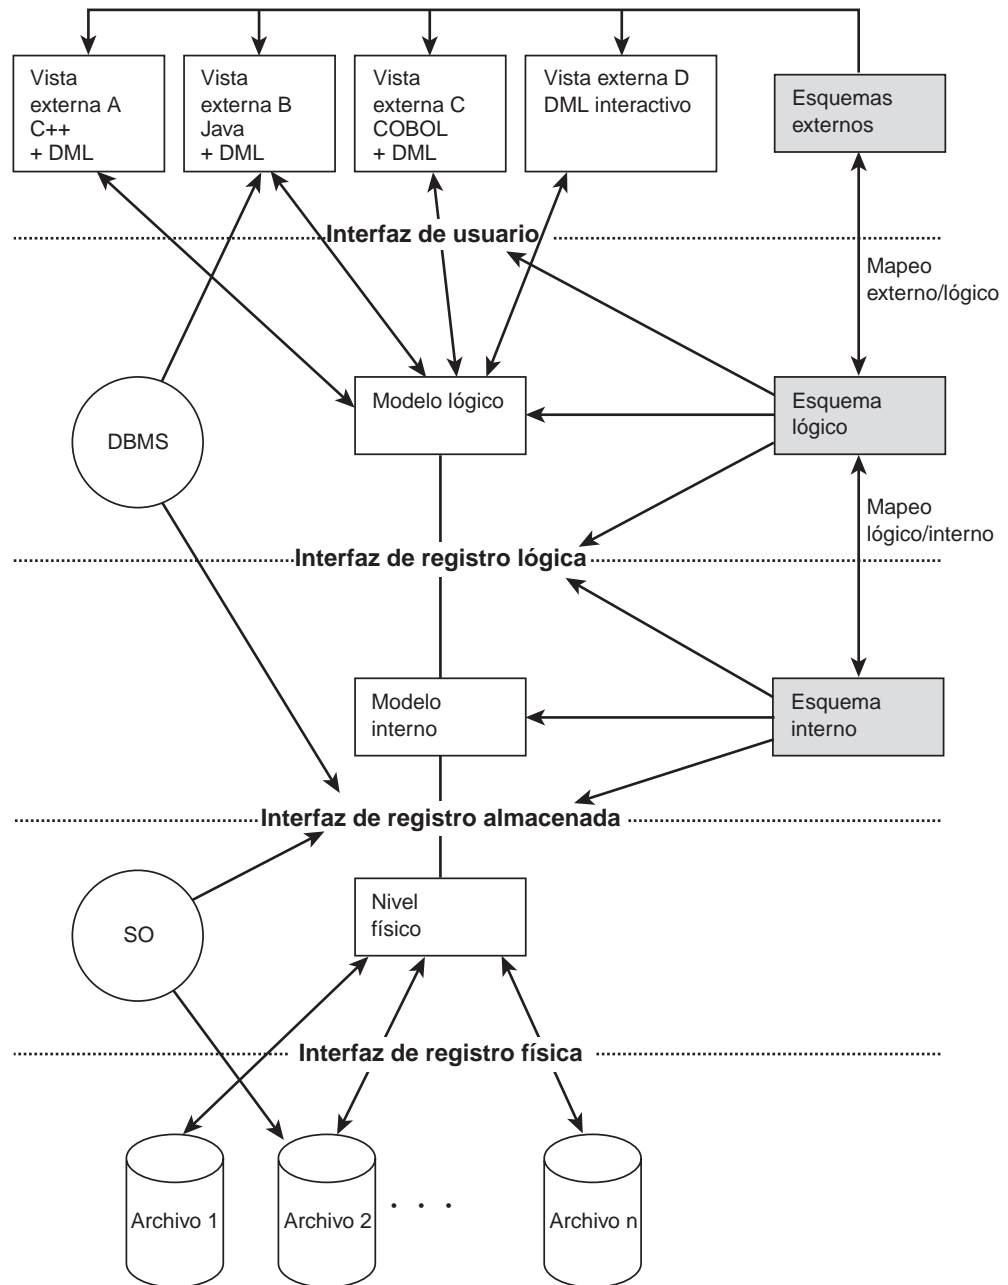 Vista
externa A
C++
+ DML
Vista
externa B
Java
+ DML
Vista
externa C
COBOL
+ DML
Vista externa D
DML interactivo
Esquemas
externos
Interfaz de usuario
Mapeo
externo/lógico
DBMS
Modelo lógico
Esquema
lógico
Mapeo
lógico/interno
Interfaz de registro lógica
Modelo
interno
Esquema
interno
Interfaz de registro almacenada
SO
Nivel
físico
Interfaz de registro física
Archivo 1
Archivo 2
. . .
Archivo n